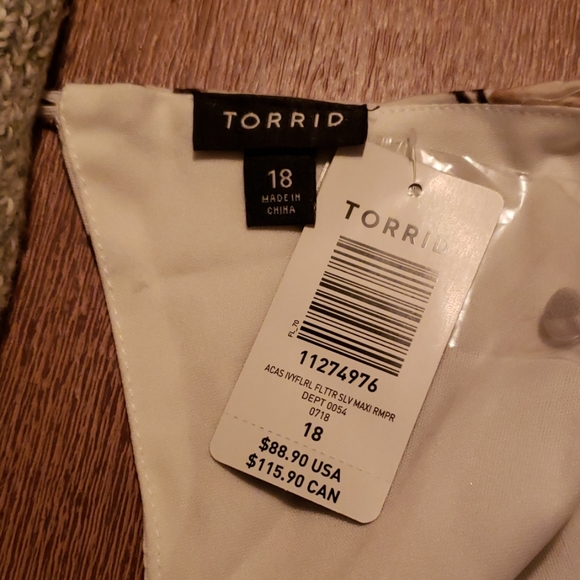 TORRID
18
MADE IN
CHINA
TORRID
FL_70
11274976
ACAS IVYFLRL FLTTR SLV MAXI RMPR
DEPT 0054
0718
18
$88.90 USA
$115.90 CAN